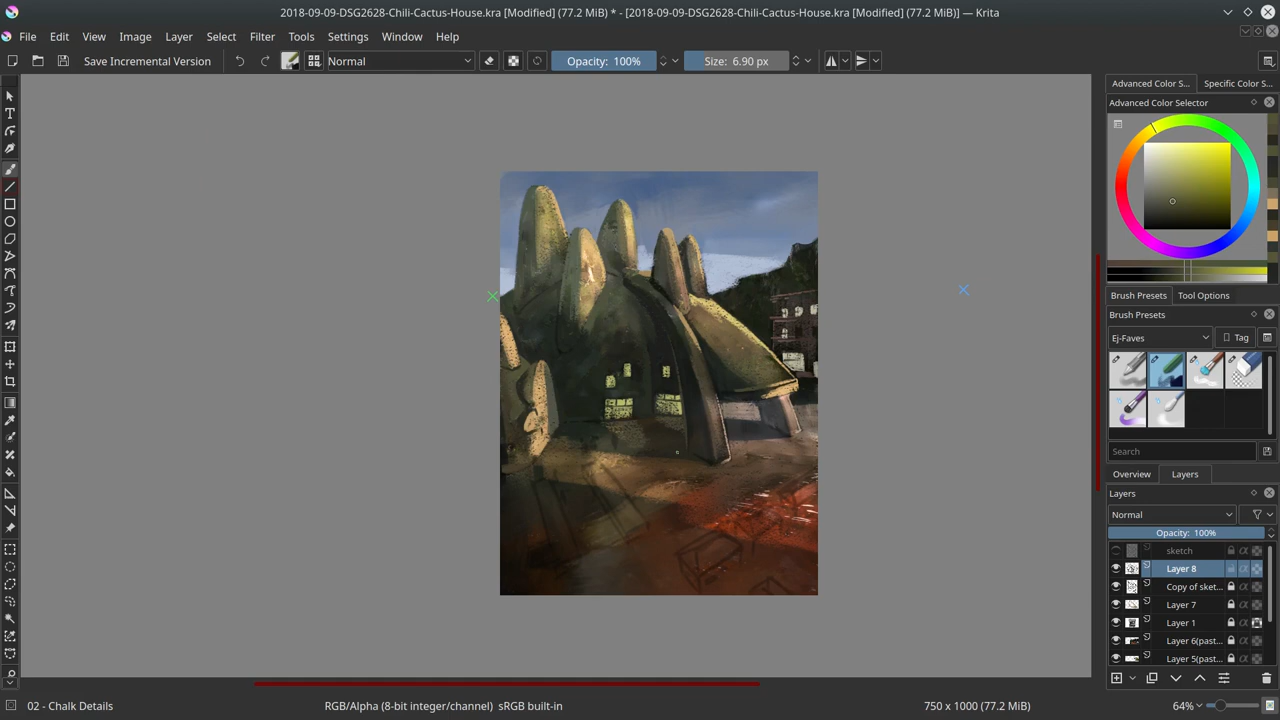 2018-09-09-DSG2628-Chili-Cactus-House.kra [Modified] (77.2 MiB) * - [2018-09-09-DSG2628-Chili-Cactus-House.kra [Modified] (77.2 MiB)] — Krita
File Edit View Image Layer Select Filter Tools Settings Window Help
Save Incremental Version Normal Opacity: 100% Size: 6.90 px
Advanced Color S... Specific Color S...
Advanced Color Selector
Brush Presets Tool Options
Brush Presets
Ej-Faves Tag
Search
Overview Layers
Layers
Normal
Opacity: 100%
sketch
Layer 8
Copy of sket...
Layer 7
Layer 1
Layer 6(past...
Layer 5(past...
02 - Chalk Details RGB/Alpha (8-bit integer/channel) sRGB built-in 750 x 1000 (77.2 MiB) 64%